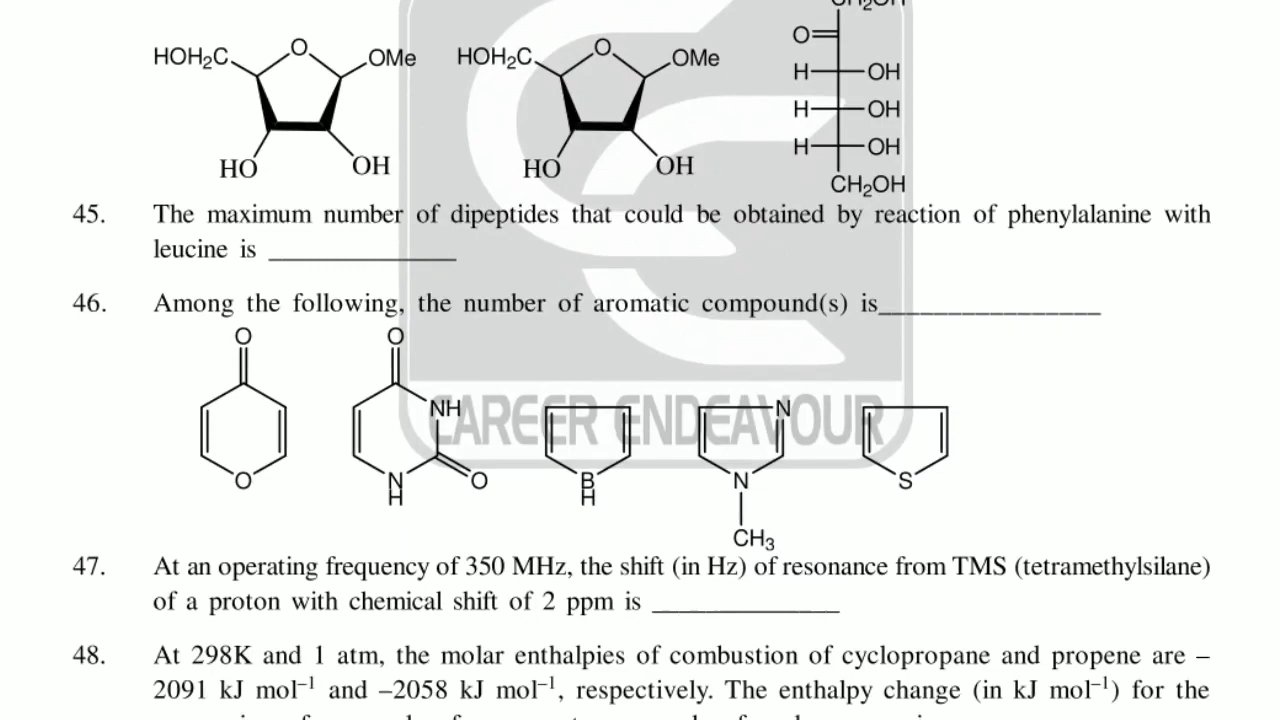 CH₂OH
O
HOH₂C O OMe HOH₂C O OMe H OH
H OH
HO OH HO OH H OH
CH₂OH
45. The maximum number of dipeptides that could be obtained by reaction of phenylalanine with
leucine is ______________
46. Among the following, the number of aromatic compound(s) is_________________
O O
NH N
CAREER ENDEAVOUR
O N H O B H N S
CH₃
47. At an operating frequency of 350 MHz, the shift (in Hz) of resonance from TMS (tetramethylsilane)
of a proton with chemical shift of 2 ppm is ______________
48. At 298K and 1 atm, the molar enthalpies of combustion of cyclopropane and propene are –
2091 kJ mol⁻¹ and –2058 kJ mol⁻¹, respectively. The enthalpy change (in kJ mol⁻¹) for the